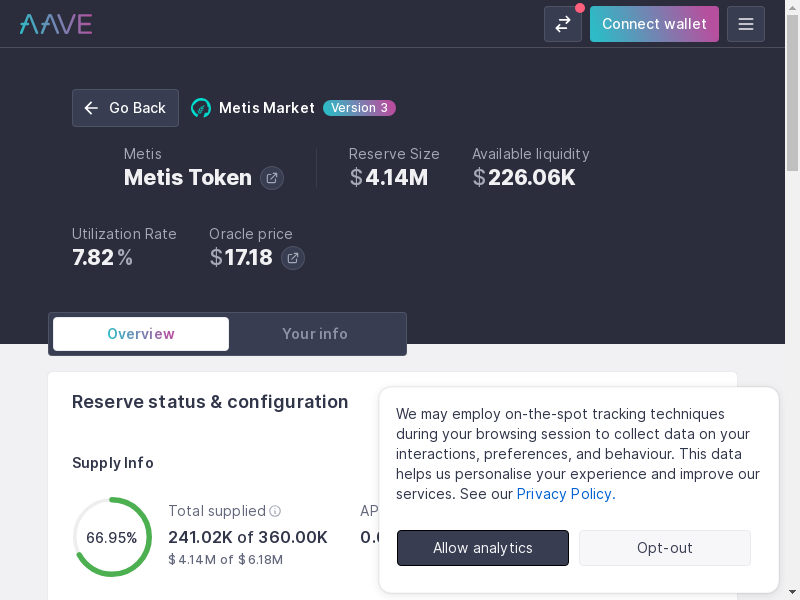 AAVE
Connect wallet
Go Back
Metis Market
Version 3
Metis
Metis Token
Reserve Size
$4.14M
Available liquidity
$226.06K
Utilization Rate
7.82%
Oracle price
$17.18
Overview
Your info
Reserve status & configuration
Supply Info
66.95%
Total supplied
241.02K of 360.00K
$4.14M of $6.18M
We may employ on-the-spot tracking techniques
during your browsing session to collect data on your
interactions, preferences, and behaviour. This data
helps us personalise your experience and improve our
services. See our Privacy Policy.
Allow analytics
Opt-out